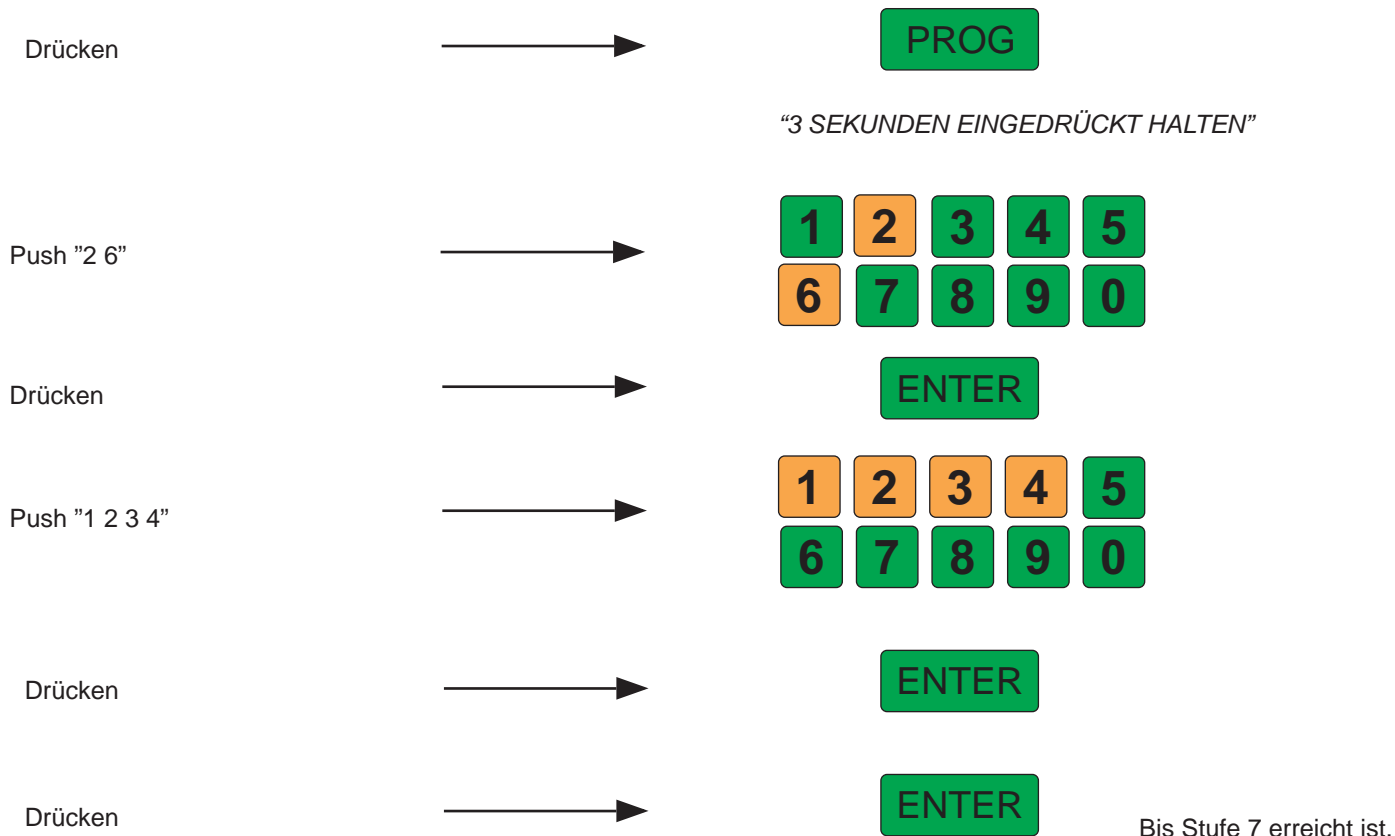 Drücken PROG
“3 SEKUNDEN EINGEDRÜCKT HALTEN”
1 2 3 4 5
Push ”2 6”
6 7 8 9 0
Drücken ENTER
1 2 3 4 5
Push ”1 2 3 4”
6 7 8 9 0
Drücken ENTER
Drücken ENTER Bis Stufe 7 erreicht ist.